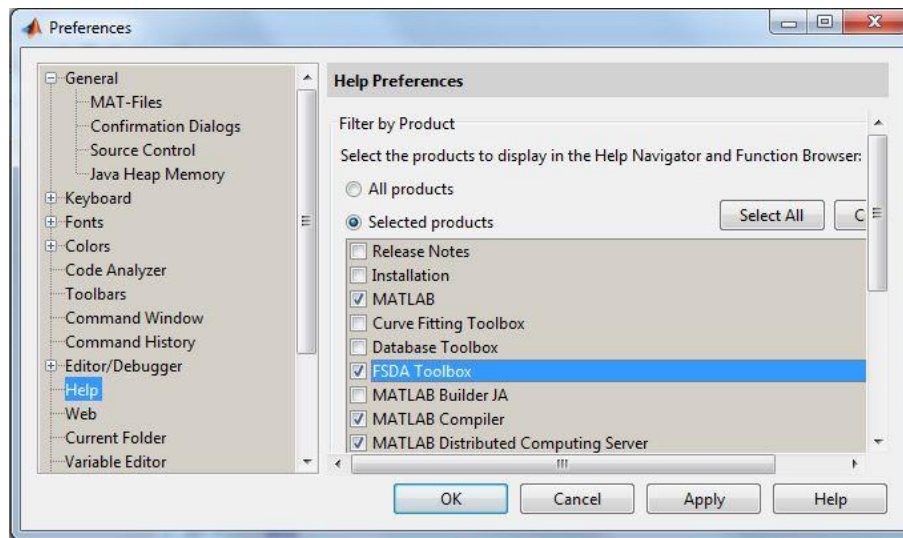 Preferences
General
MAT-Files
Confirmation Dialogs
Source Control
Java Heap Memory
Keyboard
Fonts
Colors
Code Analyzer
Toolbars
Command Window
Command History
Editor/Debugger
Help
Web
Current Folder
Variable Editor
Help Preferences
Filter by Product
Select the products to display in the Help Navigator and Function Browser:
All products
Selected products
Select All
C
Release Notes
Installation
MATLAB
Curve Fitting Toolbox
Database Toolbox
FSDA Toolbox
MATLAB Builder JA
MATLAB Compiler
MATLAB Distributed Computing Server
OK
Cancel
Apply
Help